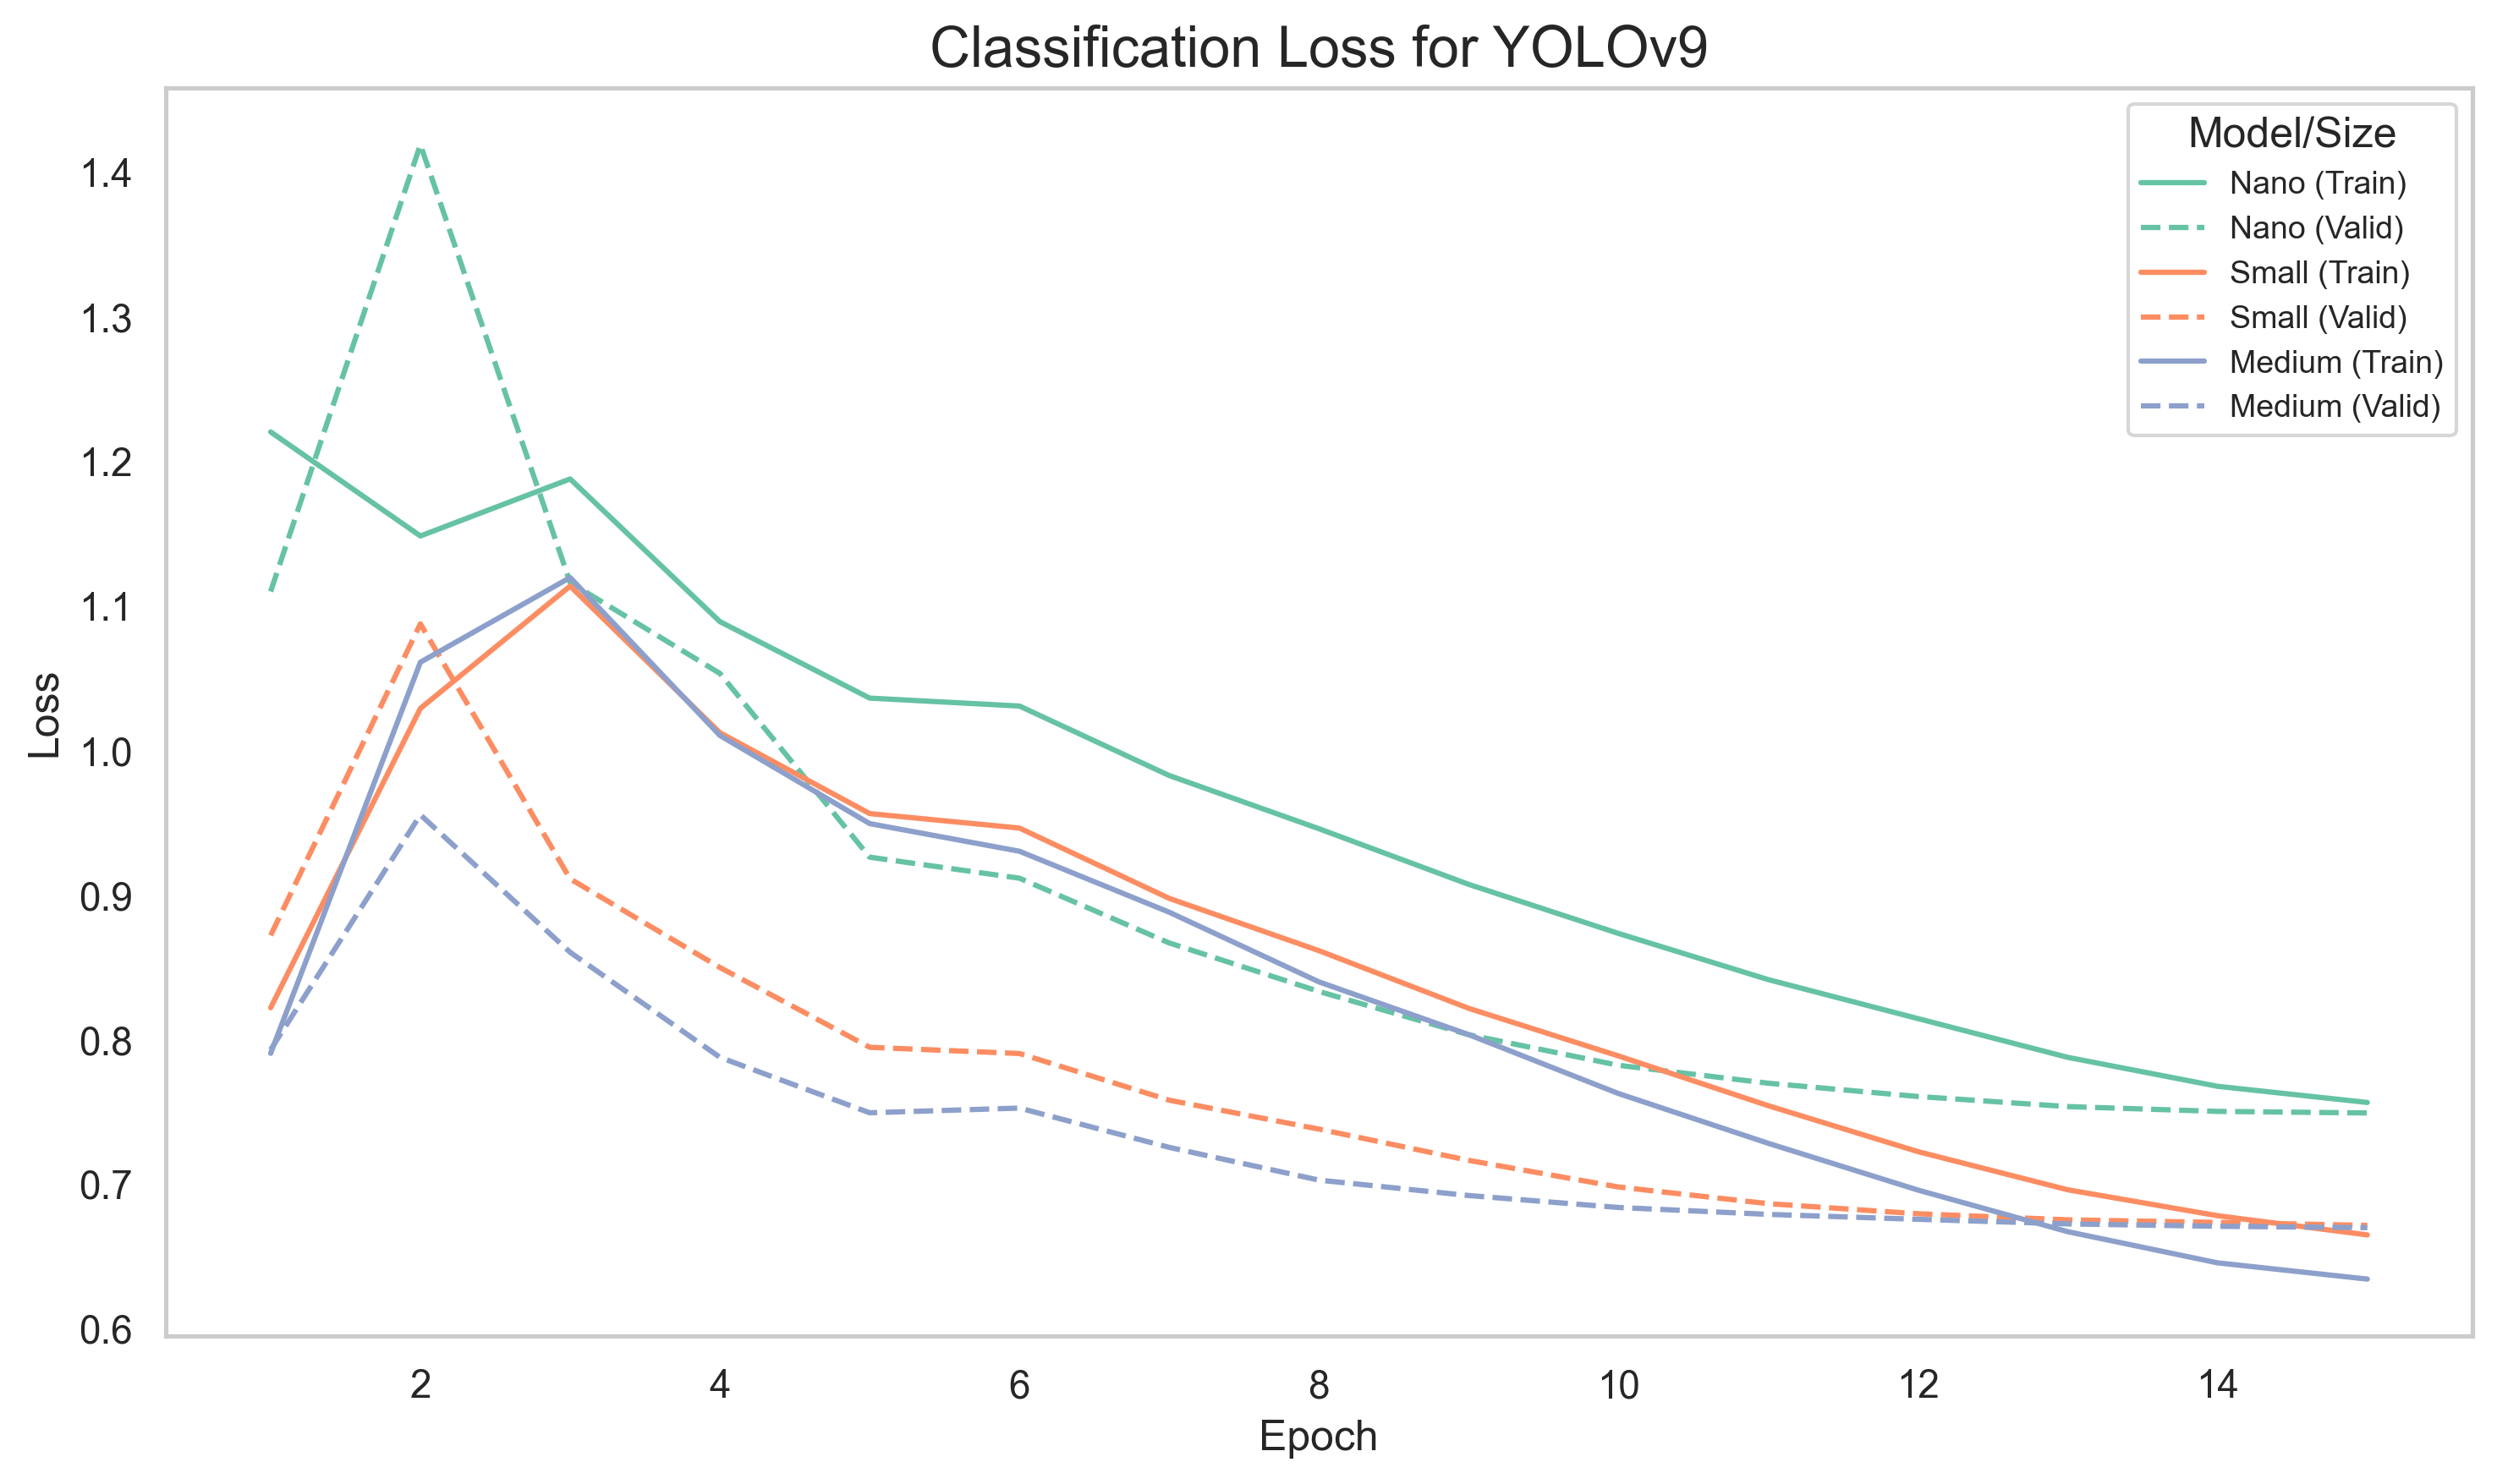 Classification Loss for YOLOv9
Model/Size
Nano (Train)
Nano (Valid)
Small (Train)
Small (Valid)
Medium (Train)
Medium (Valid)
Loss
1.4
1.3
1.2
1.1
1.0
0.9
0.8
0.7
0.6
2 4 6 8 10 12 14
Epoch